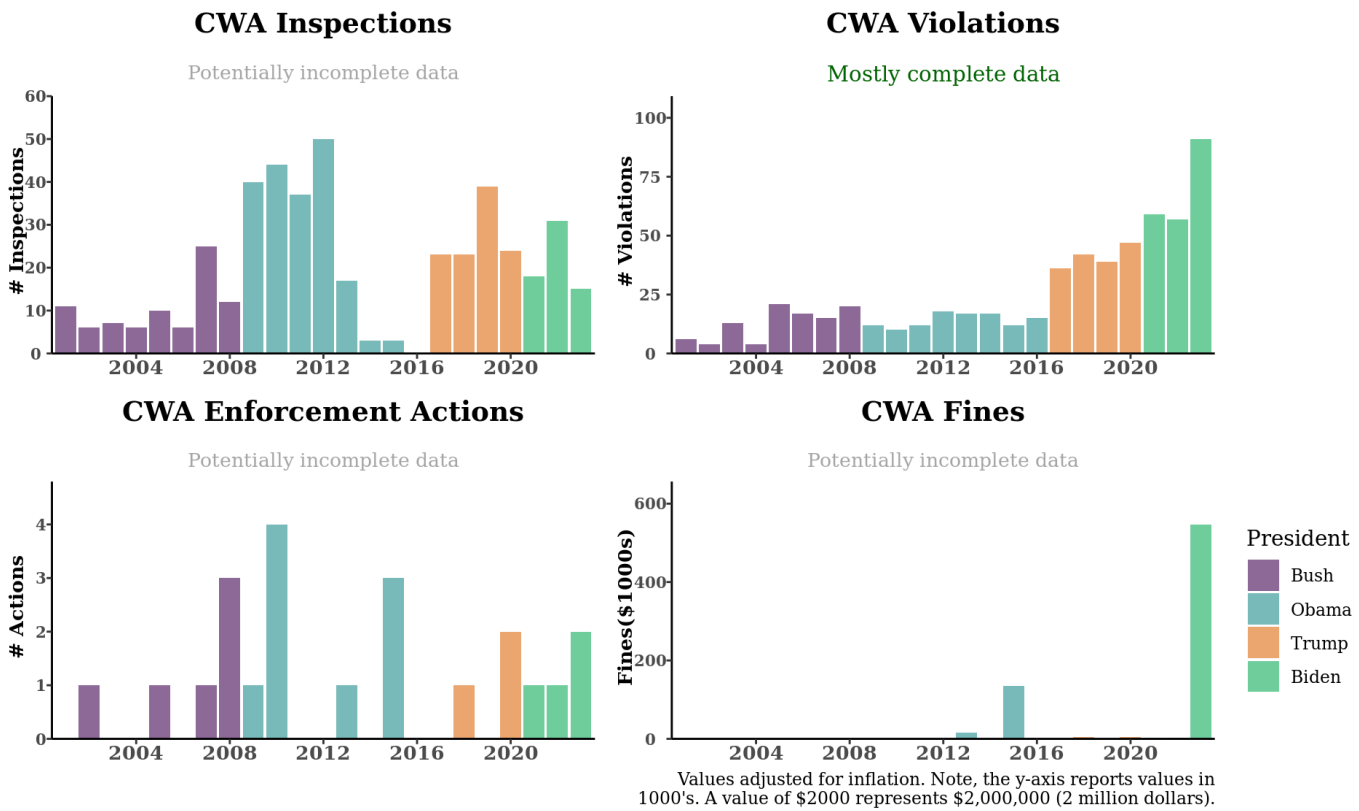 CWA Inspections
Potentially incomplete data
# Inspections
60
50
40
30
20
10
0
2004 2008 2012 2016 2020
CWA Violations
Mostly complete data
# Violations
100
75
50
25
0
2004 2008 2012 2016 2020
CWA Enforcement Actions
Potentially incomplete data
# Actions
4
3
2
1
0
2004 2008 2012 2016 2020
CWA Fines
Potentially incomplete data
Fines($1000s)
600
400
200
0
2004 2008 2012 2016 2020
President
Bush
Obama
Trump
Biden
Values adjusted for inflation. Note, the y-axis reports values in
1000's. A value of $2000 represents $2,000,000 (2 million dollars).